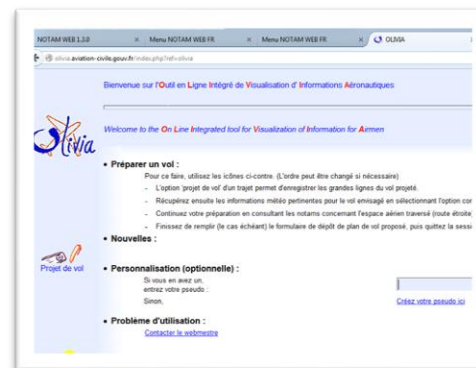 NOTAM WEB 1.3.0 × Menu NOTAM WEB FR × Menu NOTAM WEB FR × OLIVIA
olivia.aviation-civile.gouv.fr/index.php?ref=olivia
Bienvenue sur l'Outil en Ligne Intégré de Visualisation d' Informations Aéronautiques
Olivia
Welcome to the On Line Integrated tool for Visualization of Information for Airmen
• Préparer un vol :
Pour ce faire, utilisez les icônes ci-contre. (L'ordre peut être changé si nécessaire)
- L'option 'projet de vol' d'un trajet permet d'enregistrer les grandes lignes du vol projeté.
- Récupérez ensuite les informations météo pertinentes pour le vol envisagé en sélectionnant l'option cor
- Continuez votre préparation en consultant les notams concernant l'espace aérien traversé (route étroite
- Finissez de remplir (le cas échéant) le formulaire de dépôt de plan de vol proposé, puis quittez la sessi
• Nouvelles :
Projet de vol
• Personnalisation (optionnelle) :
Si vous en avez un,
entrez votre pseudo :
Sinon, Créez votre pseudo ici
• Problème d'utilisation :
Contacter le webmestre